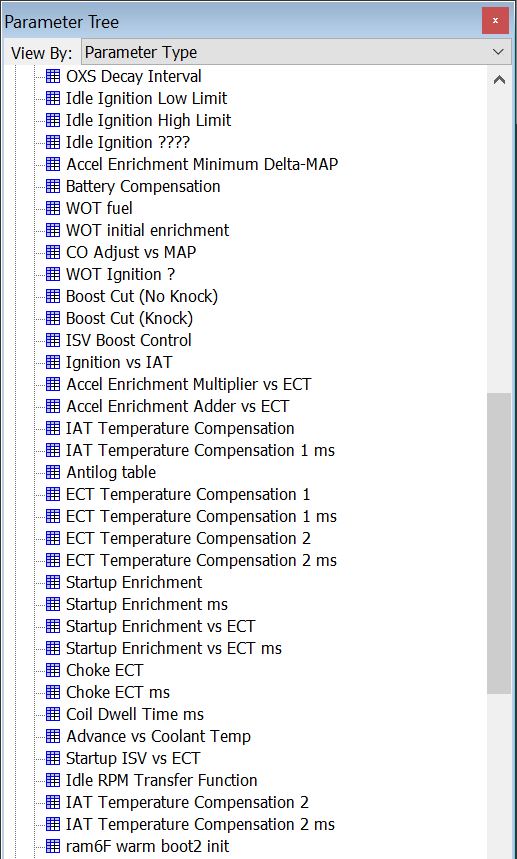 Parameter Tree
View By: Parameter Type
OXS Decay Interval
Idle Ignition Low Limit
Idle Ignition High Limit
Idle Ignition ????
Accel Enrichment Minimum Delta-MAP
Battery Compensation
WOT fuel
WOT initial enrichment
CO Adjust vs MAP
WOT Ignition ?
Boost Cut (No Knock)
Boost Cut (Knock)
ISV Boost Control
Ignition vs IAT
Accel Enrichment Multiplier vs ECT
Accel Enrichment Adder vs ECT
IAT Temperature Compensation
IAT Temperature Compensation 1 ms
Antilog table
ECT Temperature Compensation 1
ECT Temperature Compensation 1 ms
ECT Temperature Compensation 2
ECT Temperature Compensation 2 ms
Startup Enrichment
Startup Enrichment ms
Startup Enrichment vs ECT
Startup Enrichment vs ECT ms
Choke ECT
Choke ECT ms
Coil Dwell Time ms
Advance vs Coolant Temp
Startup ISV vs ECT
Idle RPM Transfer Function
IAT Temperature Compensation 2
IAT Temperature Compensation 2 ms
ram6F warm boot2 init